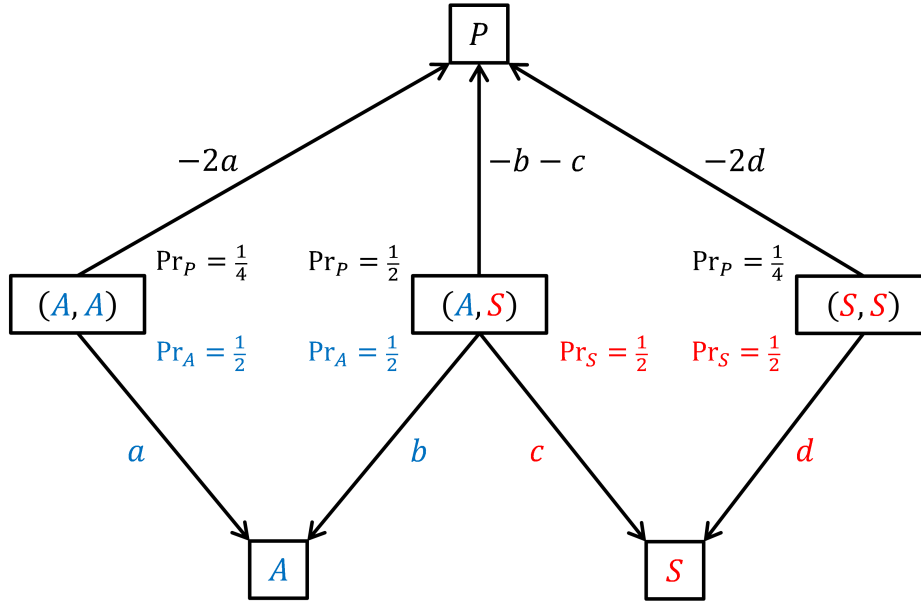 P
−2a
−b − c
−2d
Pr_P = 1/4
Pr_P = 1/2
Pr_P = 1/4
(A, A)
(A, S)
(S, S)
Pr_A = 1/2
Pr_A = 1/2
Pr_S = 1/2
Pr_S = 1/2
a
b
c
d
A
S